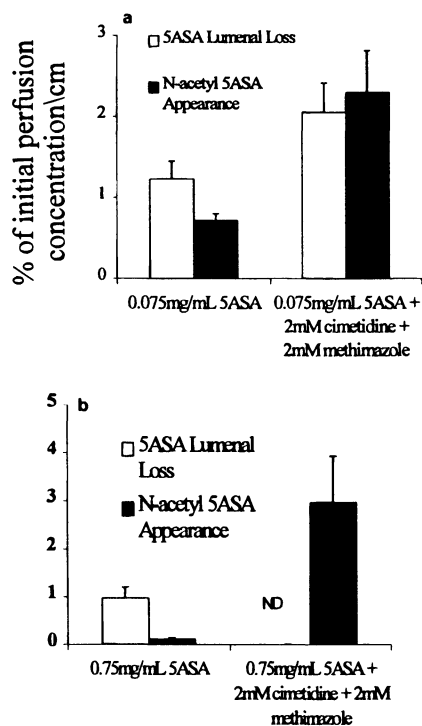 a
5ASA Lumenal Loss
N-acetyl 5ASA
Appearance
% of initial perfusion
concentration\cm
3
2
1
0
0.075mg/mL 5ASA
0.075mg/mL 5ASA +
2mM cimetidine +
2mM methimazole
b
5
4
3
2
1
0
5ASA Lumenal
Loss
N-acetyl 5ASA
Appearance
ND
0.75mg/mL 5ASA
0.75mg/mL 5ASA +
2mM cimetidine + 2mM
methimazole